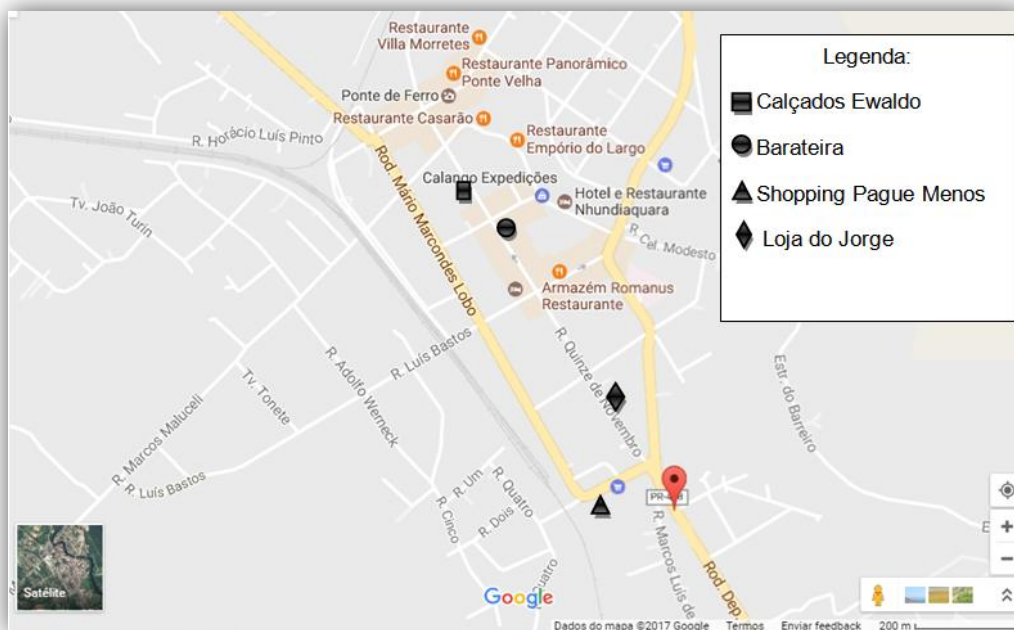 Restaurante
Villa Morretes
Restaurante Panorâmico
Ponte Velha
Ponte de Ferro
Restaurante Casarão
Restaurante
Empório do Largo
R. Horácio Luís Pinto
Rod. Mário Marcondes Lobo
Calango Expedições
Hotel e Restaurante
Nhundiaquara
Tv. João Turin
R. Cel. Modesto
Armazém Romanus
Restaurante
R. Luís Bastos
R. Quinze de Novembro
R. Adolfo Werneck
Tv. Tonete
R. Marcos Maluceli
R. Luís Bastos
Estr. do Barreiro
R. Um
R. Quatro
R. Dois
R. Cinco
Quatro
R. Marcos Luís de
Rod. Dep.
Legenda:
Calçados Ewaldo
Barateira
Shopping Pague Menos
Loja do Jorge
Satélite
Google
Dados do mapa ©2017 Google Termos Enviar feedback 200 m